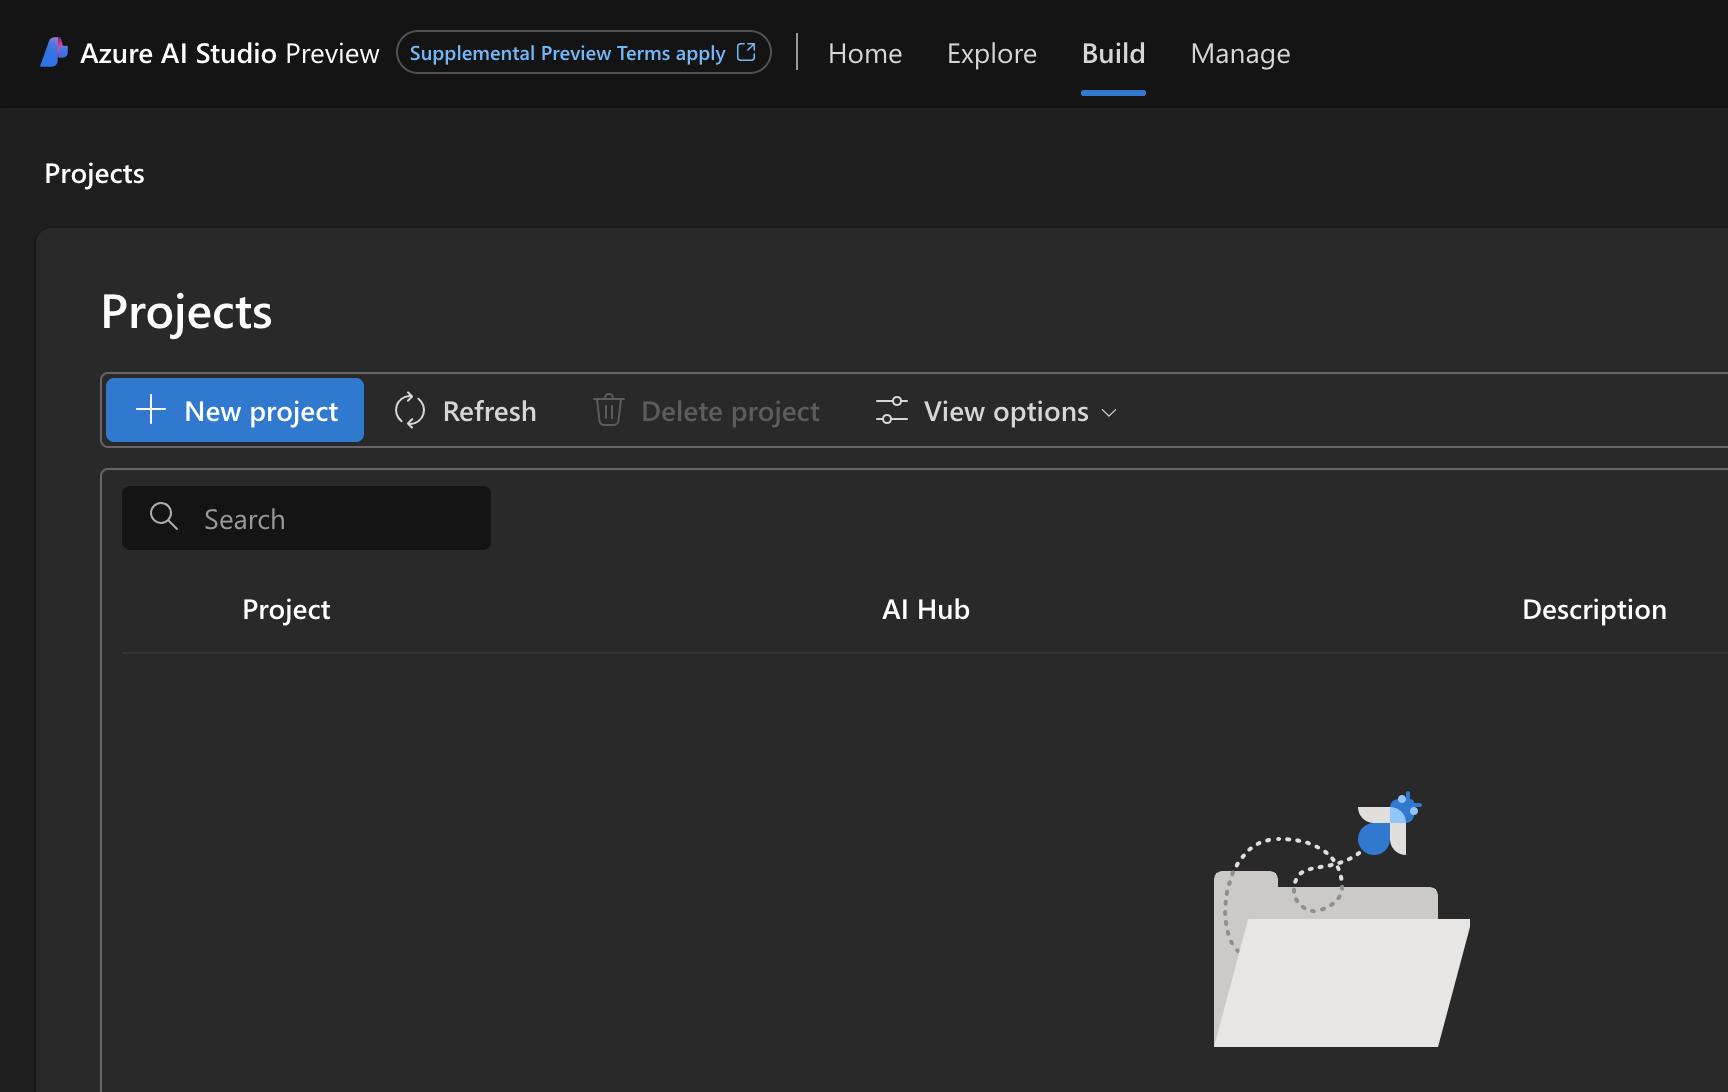 Azure AI Studio Preview Supplemental Preview Terms apply Home Explore Build Manage
Projects
Projects
New project Refresh Delete project View options
Search
Project AI Hub Description